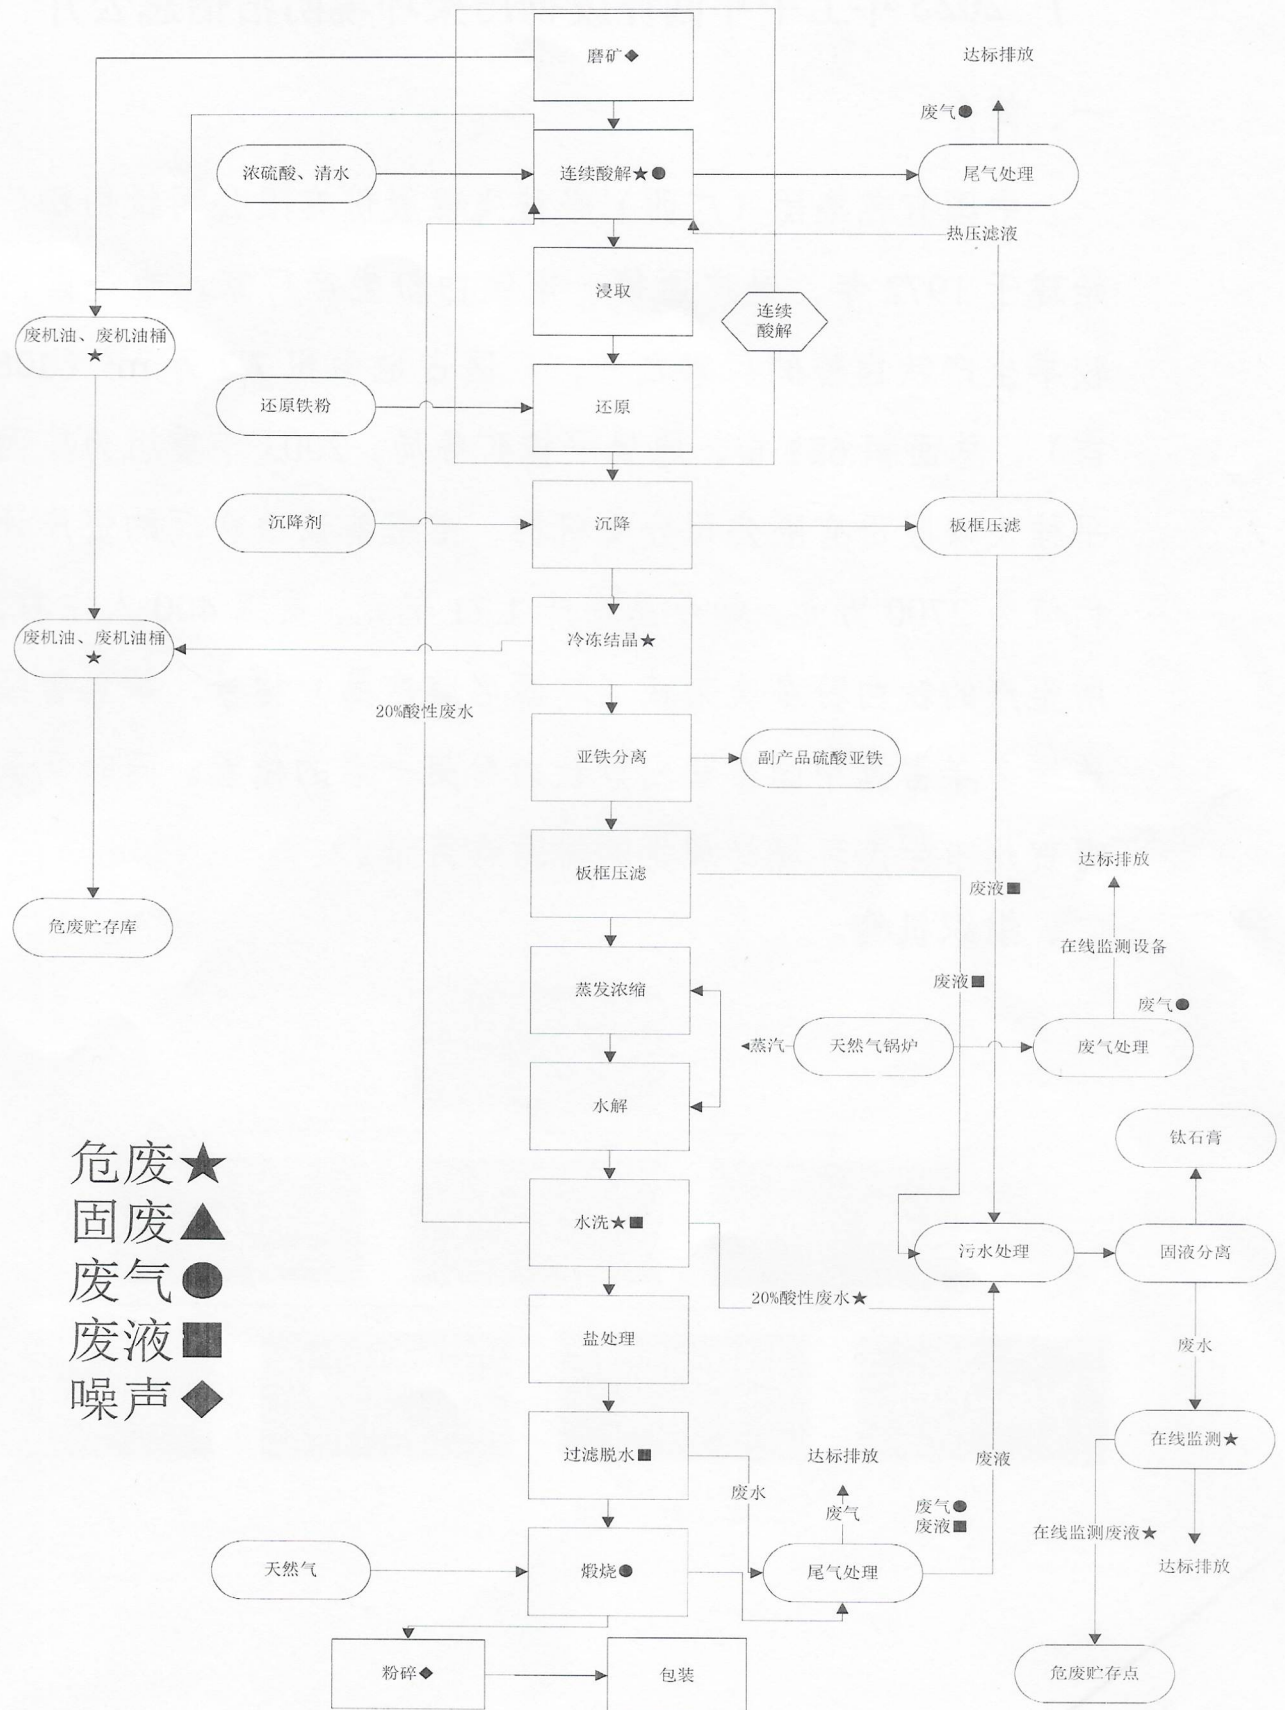 磨矿◆
达标排放
废气●
浓硫酸、清水
连续酸解★●
尾气处理
热压滤液
浸取
连续
酸解
废机油、废机油桶
★
还原铁粉
还原
沉降剂
沉降
板框压滤
废机油、废机油桶
★
冷冻结晶★
20%酸性废水
亚铁分离
副产品硫酸亚铁
板框压滤
废液■
达标排放
危废贮存库
在线监测设备
蒸发浓缩
废液■
废气●
蒸汽
天然气锅炉
废气处理
水解
钛石膏
危废★
固废▲
废气●
废液■
噪声◆
水洗★■
污水处理
固液分离
20%酸性废水★
盐处理
废水
在线监测★
过滤脱水■
达标排放
废液
废水
废气
废气●
废液■
在线监测废液★
达标排放
天然气
煅烧●
尾气处理
粉碎◆
包装
危废贮存点